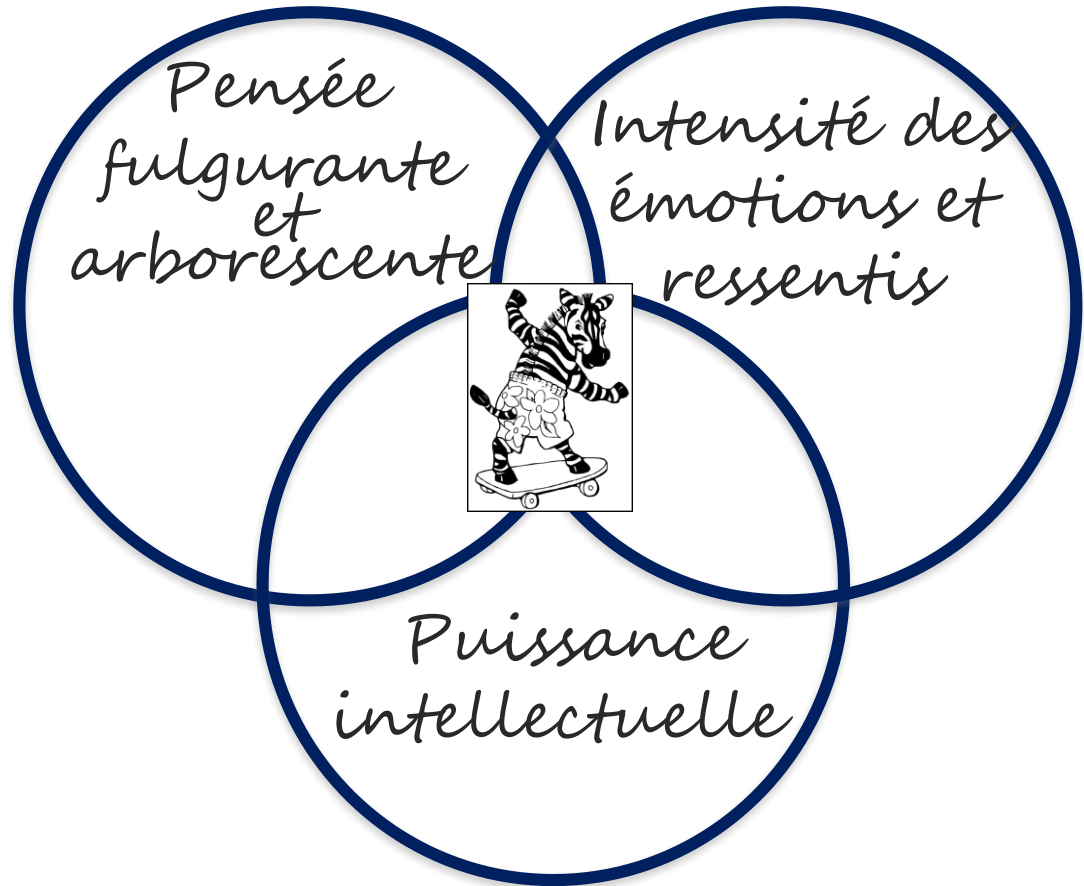 Pensée
fulgurante
et
arborescente
Intensité des
émotions et
ressentis
Puissance
intellectuelle